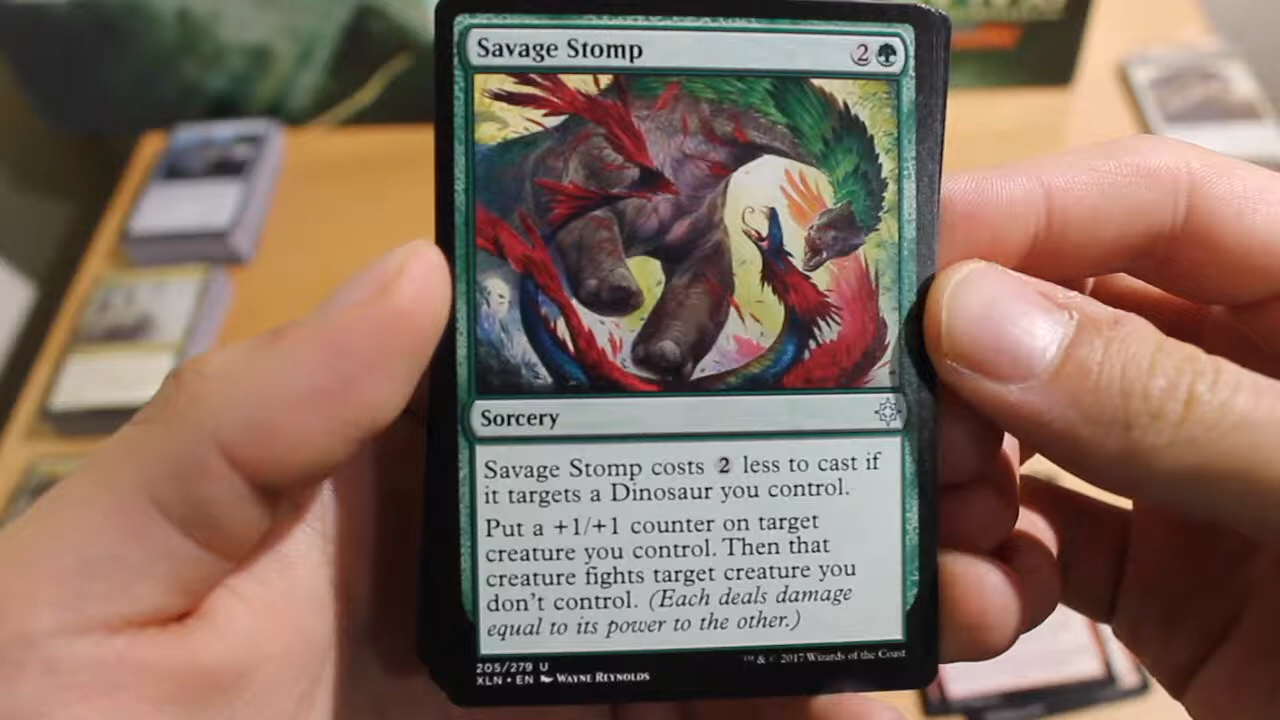 Savage Stomp 2
Sorcery
Savage Stomp costs 2 less to cast if
it targets a Dinosaur you control.
Put a +1/+1 counter on target
creature you control. Then that
creature fights target creature you
don't control. (Each deals damage
equal to its power to the other.)
205/279 U
XLN • EN Wayne Reynolds
™ & © 2017 Wizards of the Coast